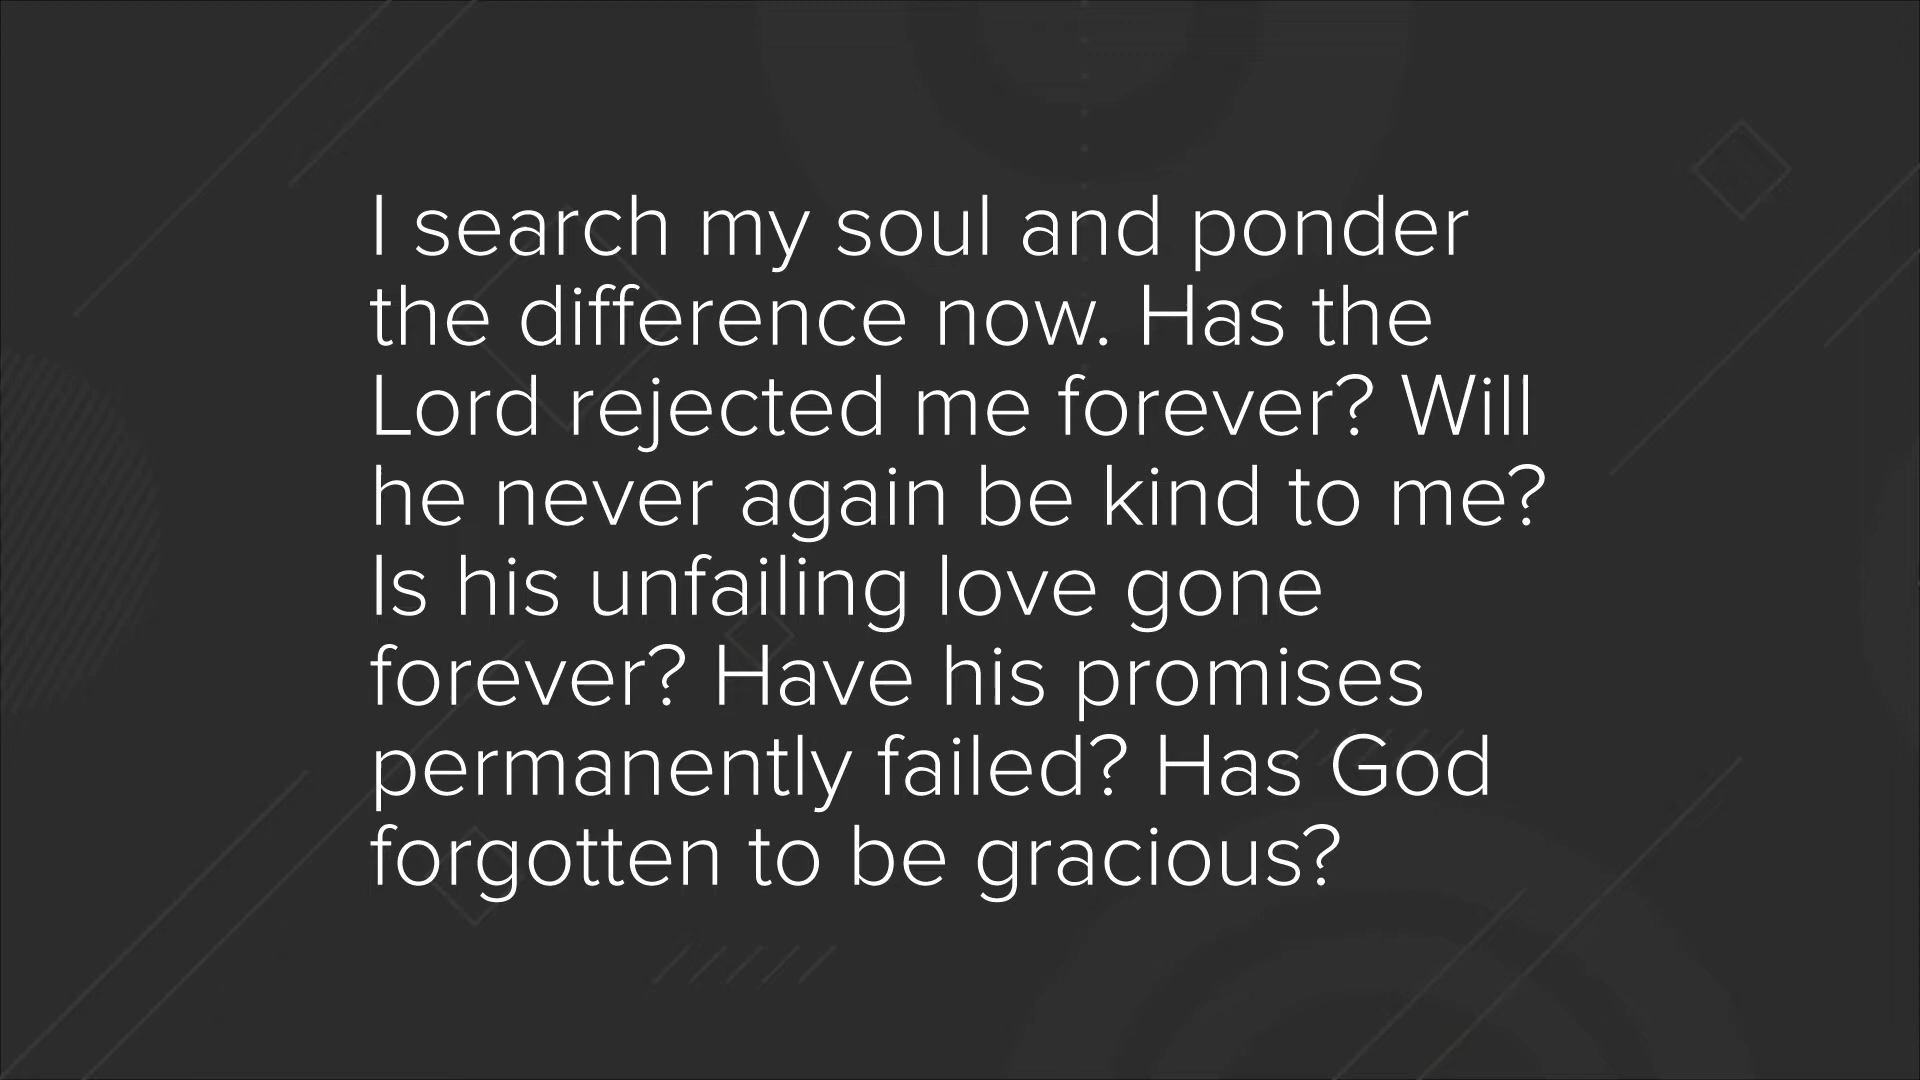 I search my soul and ponder
the difference now. Has the
Lord rejected me forever? Will
he never again be kind to me?
Is his unfailing love gone
forever? Have his promises
permanently failed? Has God
forgotten to be gracious?